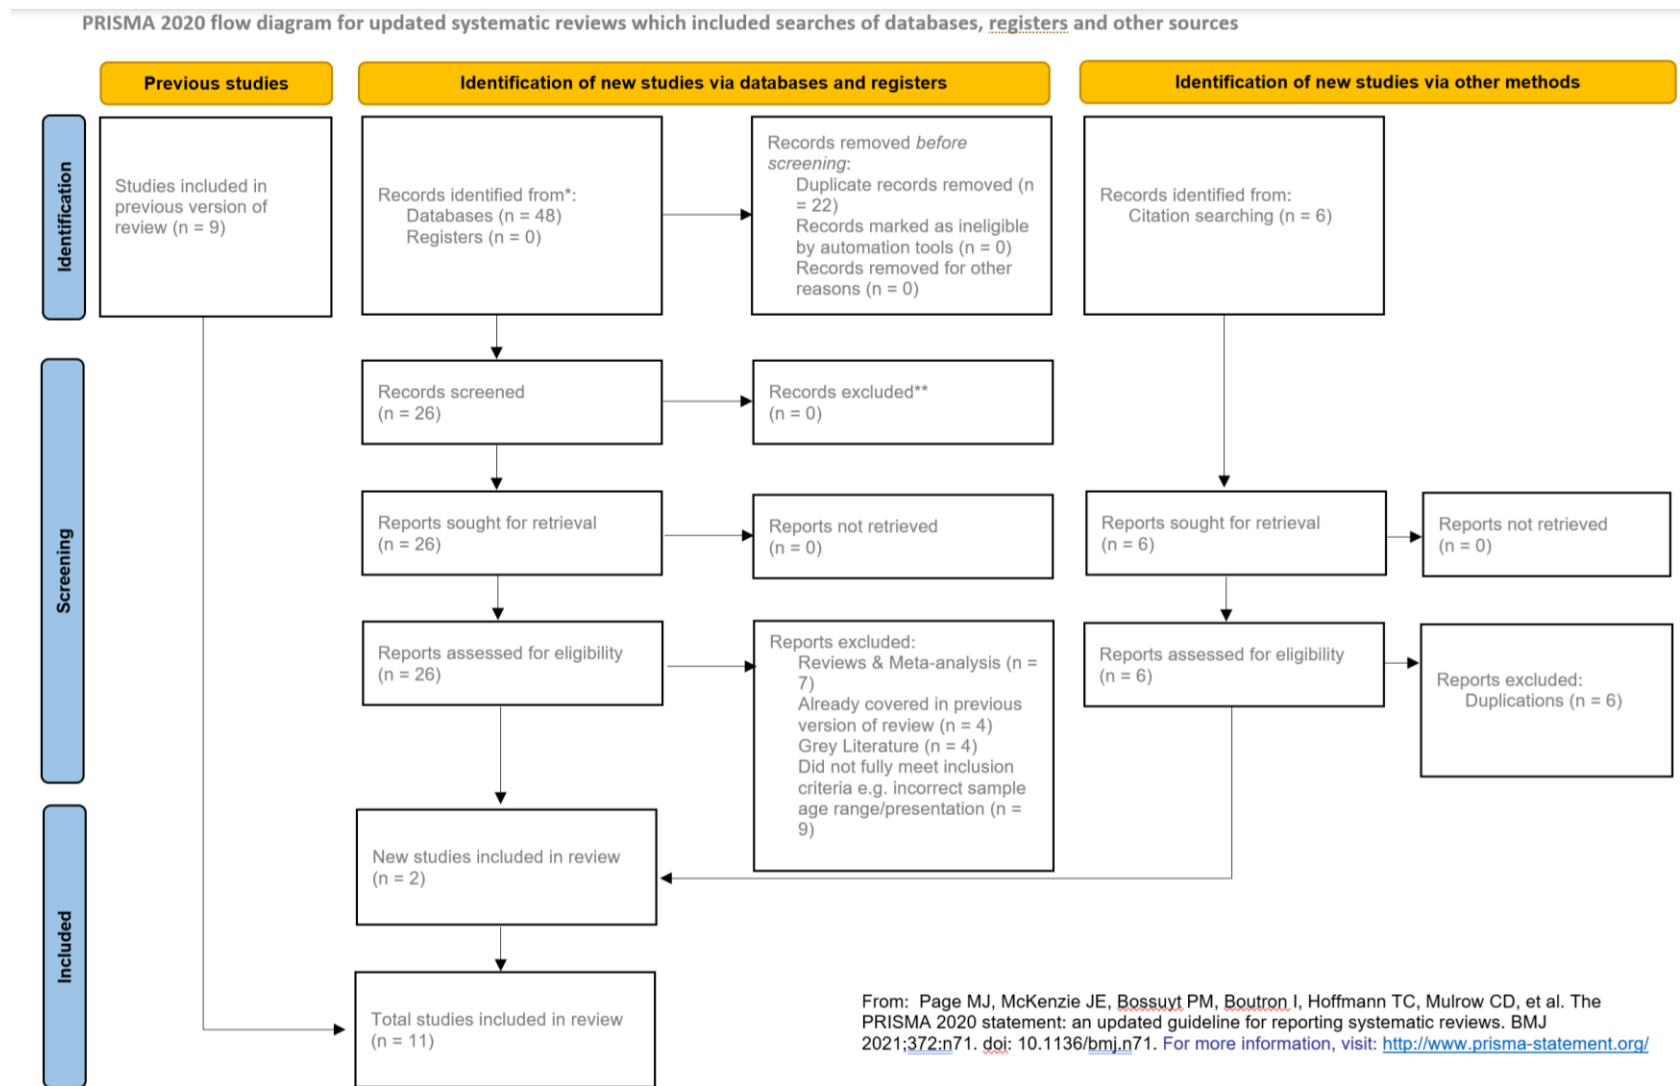 PRISMA 2020 flow diagram for updated systematic reviews which included searches of databases, registers and other sources
Previous studies
Identification of new studies via databases and registers
Identification of new studies via other methods
Identification
Studies included in
previous version of
review (n = 9)
Records identified from*:
Databases (n = 48)
Registers (n = 0)
Records removed before
screening:
Duplicate records removed (n
= 22)
Records marked as ineligible
by automation tools (n = 0)
Records removed for other
reasons (n = 0)
Records identified from:
Citation searching (n = 6)
Screening
Records screened
(n = 26)
Records excluded**
(n = 0)
Reports sought for retrieval
(n = 26)
Reports not retrieved
(n = 0)
Reports sought for retrieval
(n = 6)
Reports not retrieved
(n = 0)
Reports assessed for eligibility
(n = 26)
Reports excluded:
Reviews & Meta-analysis (n =
7)
Already covered in previous
version of review (n = 4)
Grey Literature (n = 4)
Did not fully meet inclusion
criteria e.g. incorrect sample
age range/presentation (n =
9)
Reports assessed for eligibility
(n = 6)
Reports excluded:
Duplications (n = 6)
Included
New studies included in review
(n = 2)
Total studies included in review
(n = 11)
From:  Page MJ, McKenzie JE, Bossuyt PM, Boutron I, Hoffmann TC, Mulrow CD, et al. The
PRISMA 2020 statement: an updated guideline for reporting systematic reviews. BMJ
2021;372:n71. doi: 10.1136/bmj.n71. For more information, visit: http://www.prisma-statement.org/